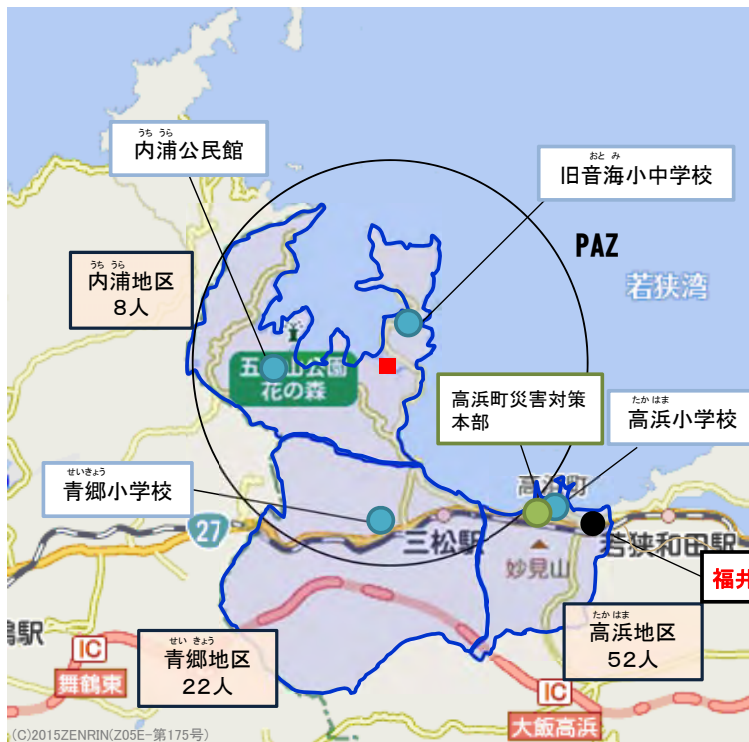 うち うら
内浦公民館
おと み
旧音海小中学校
PAZ
うち うら
内浦地区
8人
若狭湾
花の森
高浜町災害対策
本部
たか はま
高浜小学校
せいきょう
青郷小学校
27
三松駅
若狭和田駅
妙見山
福井
たか はま
高浜地区
52人
せい きょう
青郷地区
22人
IC
舞鶴東
IC
大飯高浜
(C)2015ZENRIN(Z05E-第175号)